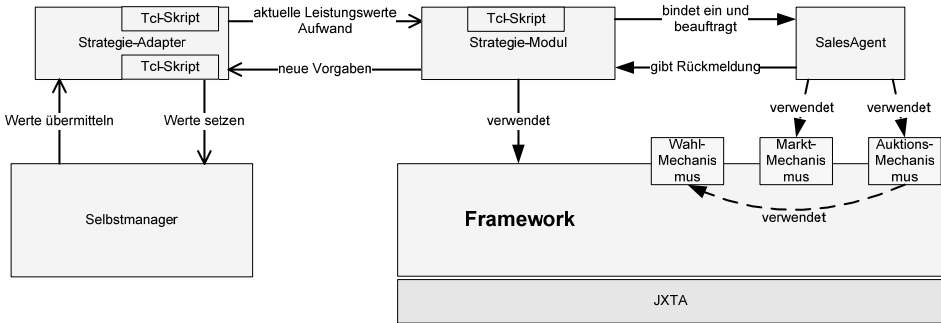 Tcl-Skript
Strategie-Adapter
Tcl-Skript
aktuelle Leistungswerte
Aufwand
neue Vorgaben
Tcl-Skript
Strategie-Modul
bindet ein und
beauftragt
gibt Rückmeldung
SalesAgent
Werte übermitteln
Werte setzen
verwendet
verwendet
verwendet
Wahl-
Mechanis
mus
Markt-
Mechanis
mus
Auktions-
Mechanis
mus
Selbstmanager
Framework
verwendet
JXTA